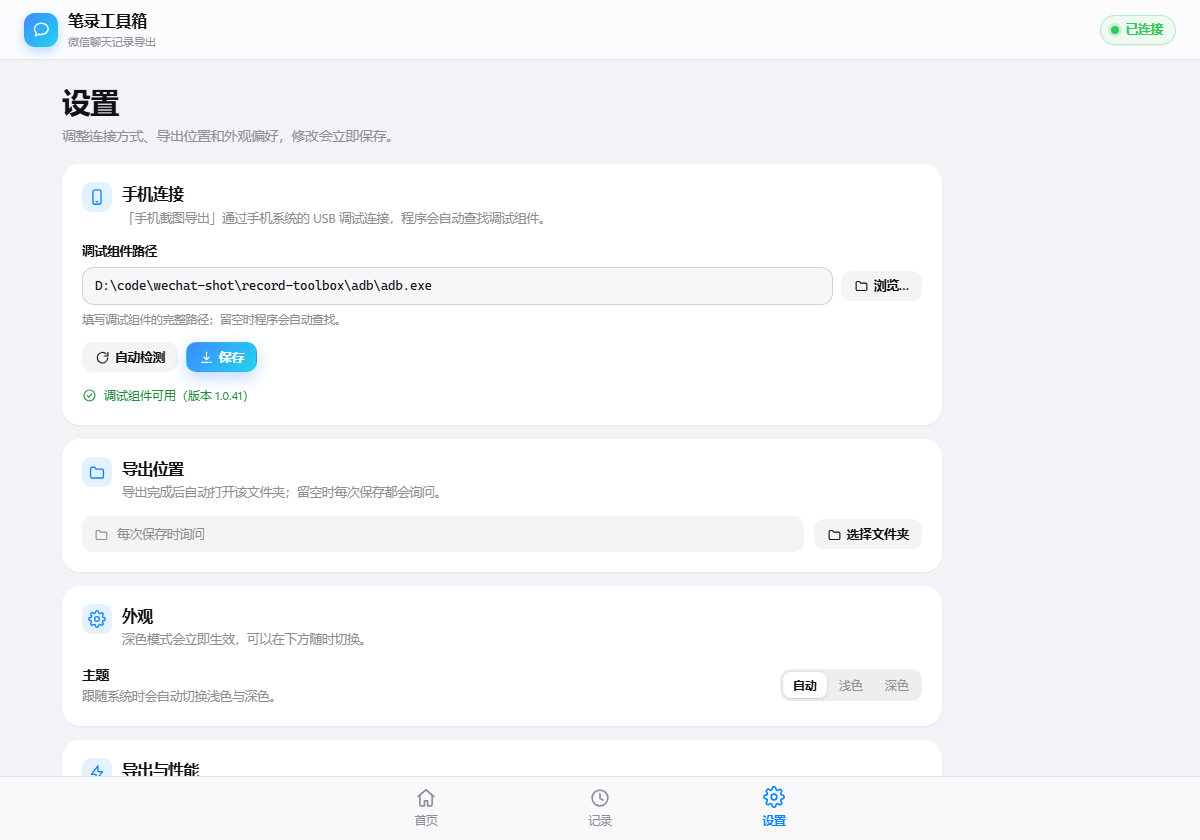 笔录工具箱
微信聊天记录导出
已连接
设置
调整连接方式、导出位置和外观偏好，修改会立即保存。
手机连接
「手机截图导出」通过手机系统的 USB 调试连接，程序会自动查找调试组件。
调试组件路径
D:\code\wechat-shot\record-toolbox\adb\adb.exe
浏览...
填写调试组件的完整路径；留空时程序会自动查找。
自动检测
保存
调试组件可用（版本 1.0.41）
导出位置
导出完成后自动打开该文件夹；留空时每次保存都会询问。
每次保存时询问
选择文件夹
外观
深色模式会立即生效，可以在下方随时切换。
主题
跟随系统时会自动切换浅色与深色。
自动
浅色
深色
导出与性能
首页
记录
设置